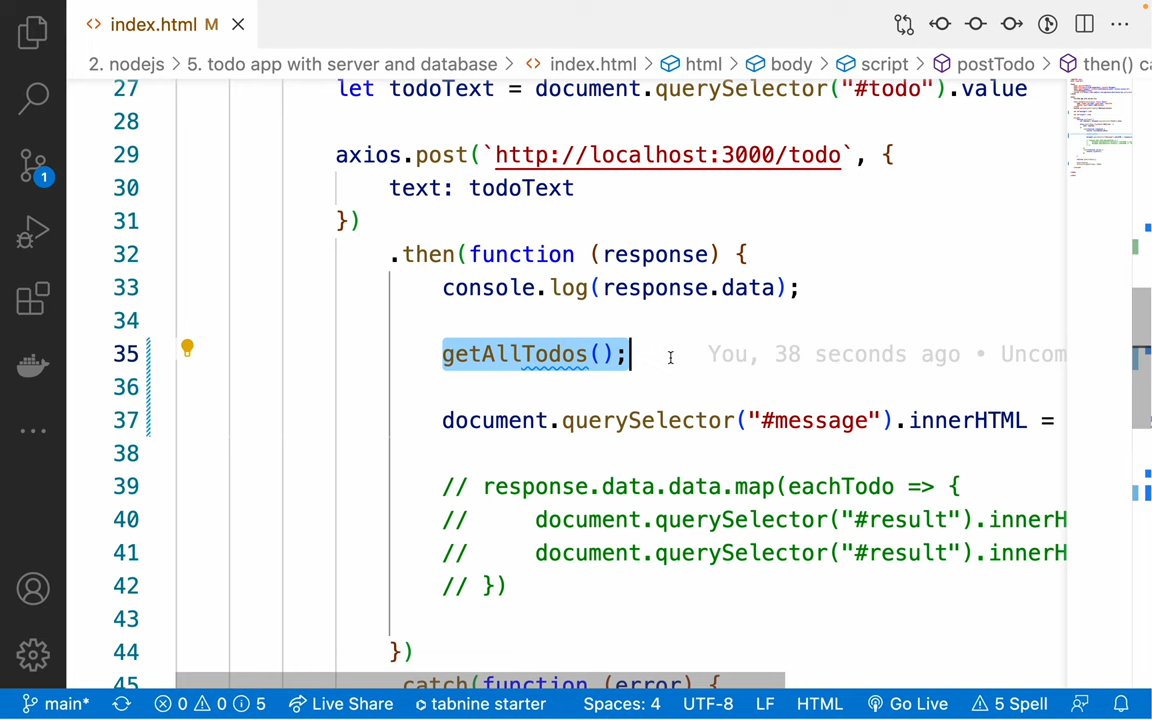 <> index.html M ×
2. nodejs > 5. todo app with server and database > <> index.html > html > body > script > postTodo > then() c
27 let todoText = document.querySelector("#todo").value
28
29 axios.post(`http://localhost:3000/todo`, {
30 text: todoText
31 })
32 .then(function (response) {
33 console.log(response.data);
34
35 getAllTodos(); You, 38 seconds ago • Uncom
36
37 document.querySelector("#message").innerHTML =
38
39 // response.data.data.map(eachTodo => {
40 // document.querySelector("#result").innerH
41 // document.querySelector("#result").innerH
42 // })
43
44 })
45 catch(function (error) {
1
main* 0 0 5 Live Share tabnine starter Spaces: 4 UTF-8 LF HTML Go Live 5 Spell